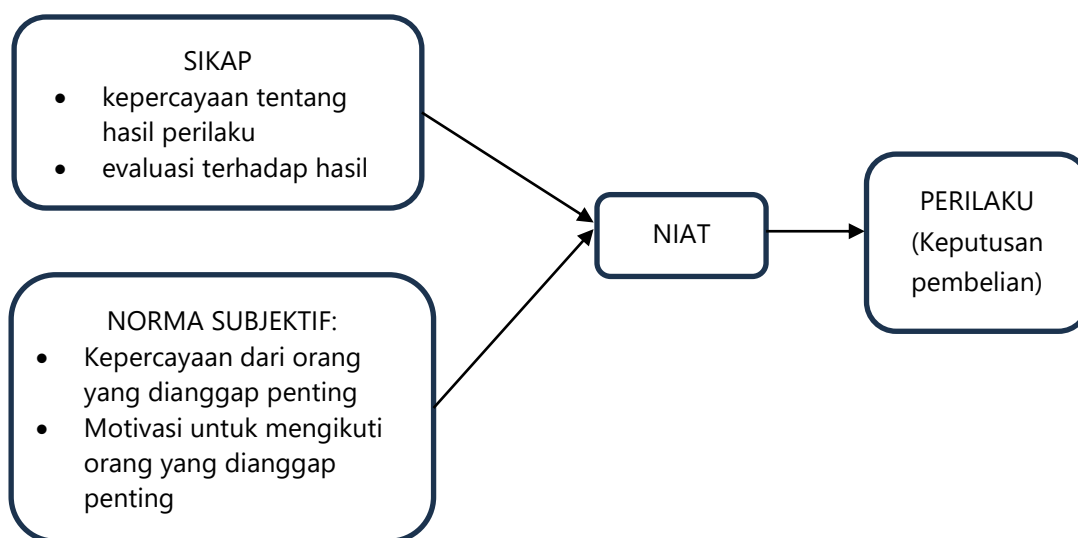 SIKAP
• kepercayaan tentang
hasil perilaku
• evaluasi terhadap hasil
NORMA SUBJEKTIF:
• Kepercayaan dari orang
yang dianggap penting
• Motivasi untuk mengikuti
orang yang dianggap
penting
NIAT
PERILAKU
(Keputusan
pembelian)